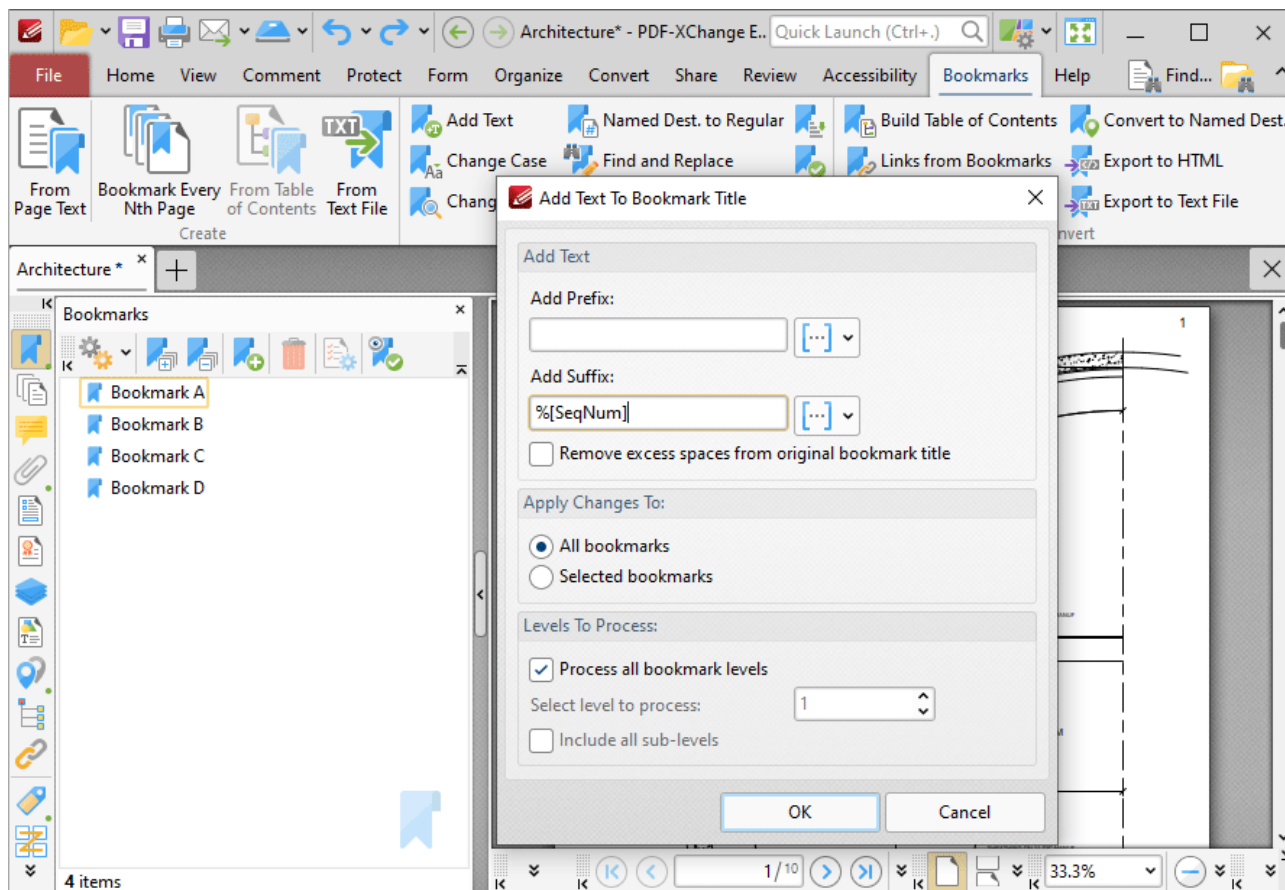 Architecture* - PDF-XChange E.. Quick Launch (Ctrl+.)
File Home View Comment Protect Form Organize Convert Share Review Accessibility Bookmarks Help Find...
From Page Text
Bookmark Every Nth Page
From Table of Contents
TXT
From Text File
Create
Add Text
Change Case
Chang
Named Dest. to Regular
Find and Replace
Build Table of Contents
Links from Bookmarks
Convert to Named Dest.
Export to HTML
TXT Export to Text File
nvert
Architecture *
Bookmarks
Bookmark A
Bookmark B
Bookmark C
Bookmark D
4 items
Add Text To Bookmark Title
Add Text
Add Prefix:
Add Suffix:
%[SeqNum]
Remove excess spaces from original bookmark title
Apply Changes To:
All bookmarks
Selected bookmarks
Levels To Process:
Process all bookmark levels
Select level to process: 1
Include all sub-levels
OK Cancel
1
1/10
33.3%